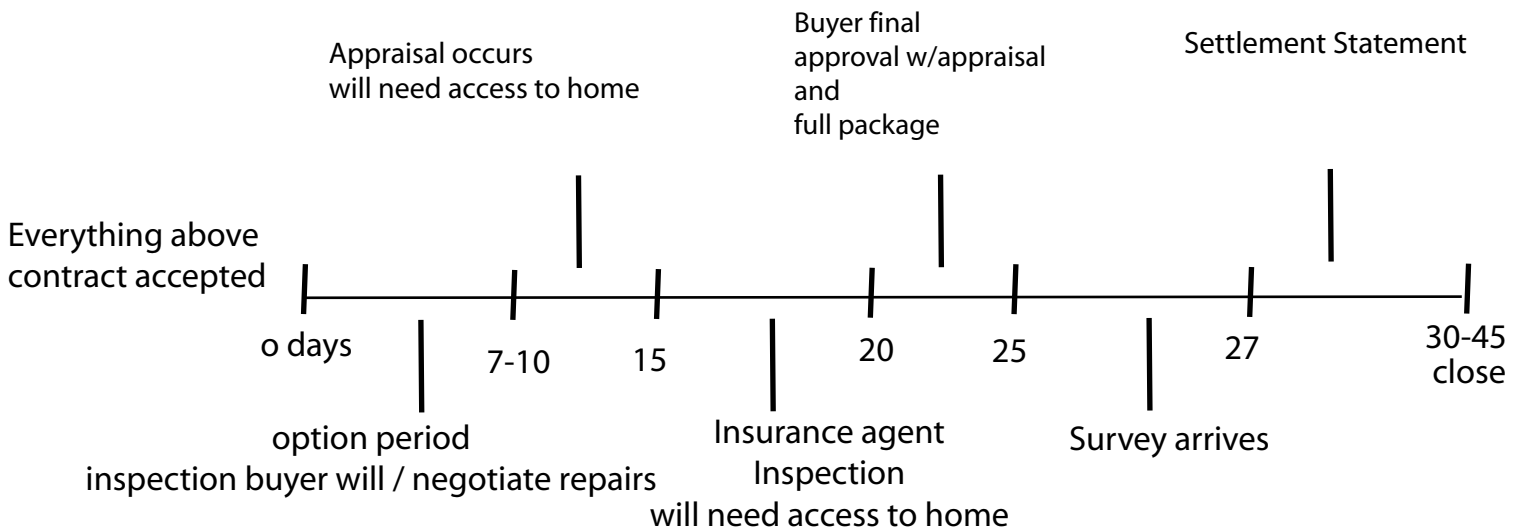 Appraisal occurs
will need access to home
Buyer final
approval w/appraisal
and
full package
Settlement Statement
Everything above
contract accepted
o days
7-10
15
20
25
27
30-45
close
option period
inspection buyer will / negotiate repairs
Insurance agent
Inspection
will need access to home
Survey arrives